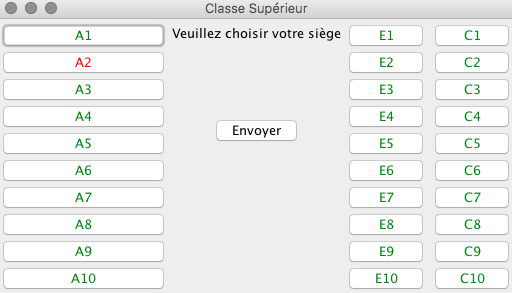 Classe Supérieur
A1 Veuillez choisir votre siège E1 C1
A2 E2 C2
A3 E3 C3
A4 E4 C4
Envoyer
A5 E5 C5
A6 E6 C6
A7 E7 C7
A8 E8 C8
A9 E9 C9
A10 E10 C10